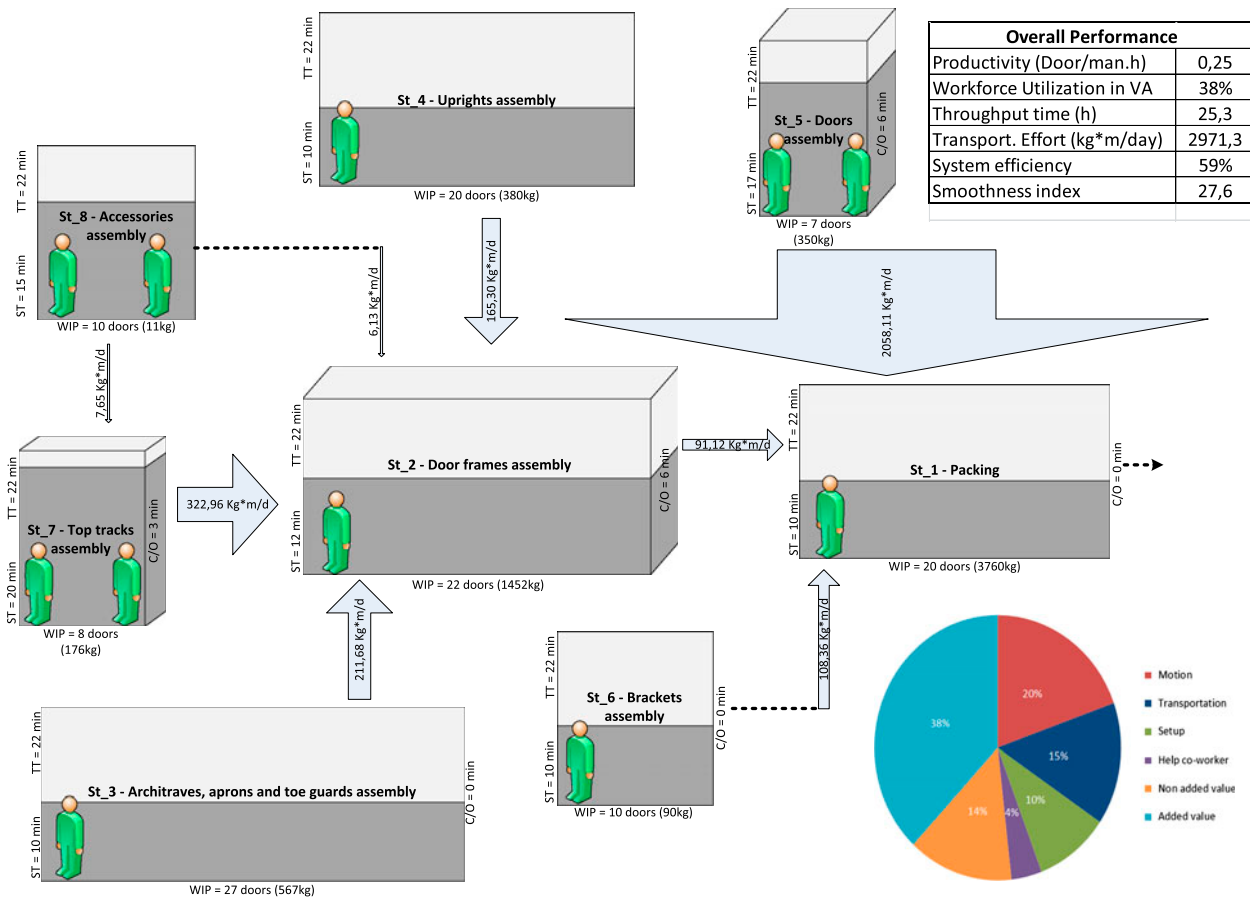 TT = 22 min
ST = 10 min
St_4 - Uprights assembly
WIP = 20 doors (380kg)
TT = 22 min
ST = 17 min
St_5 - Doors
assembly
C/O = 6 min
WIP = 7 doors
(350kg)
Overall Performance
Productivity (Door/man.h) 0,25
Workforce Utilization in VA 38%
Throughput time (h) 25,3
Transport. Effort (kg*m/day) 2971,3
System efficiency 59%
Smoothness index 27,6
TT = 22 min
ST = 15 min
St_8 - Accessories
assembly
WIP = 10 doors (11kg)
6,13 Kg*m/d
165,30 Kg*m/d
2058,11 Kg*m/d
7,65 Kg*m/d
TT = 22 min
ST = 20 min
St_7 - Top tracks
assembly
C/O = 3 min
WIP = 8 doors
(176kg)
322,96 Kg*m/d
TT = 22 min
ST = 12 min
St_2 - Door frames assembly
C/O = 6 min
WIP = 22 doors (1452kg)
91,12 Kg*m/d
TT = 22 min
ST = 10 min
St_1 - Packing
C/O = 0 min
WIP = 20 doors (3760kg)
211,68 Kg*m/d
TT = 22 min
ST = 10 min
St_3 - Architraves, aprons and toe guards assembly
C/O = 0 min
WIP = 27 doors (567kg)
TT = 22 min
ST = 10 min
St_6 - Brackets
assembly
C/O = 0 min
WIP = 10 doors (90kg)
108,36 Kg*m/d
20%
15%
10%
4%
14%
38%
Motion
Transportation
Setup
Help co-worker
Non added value
Added value